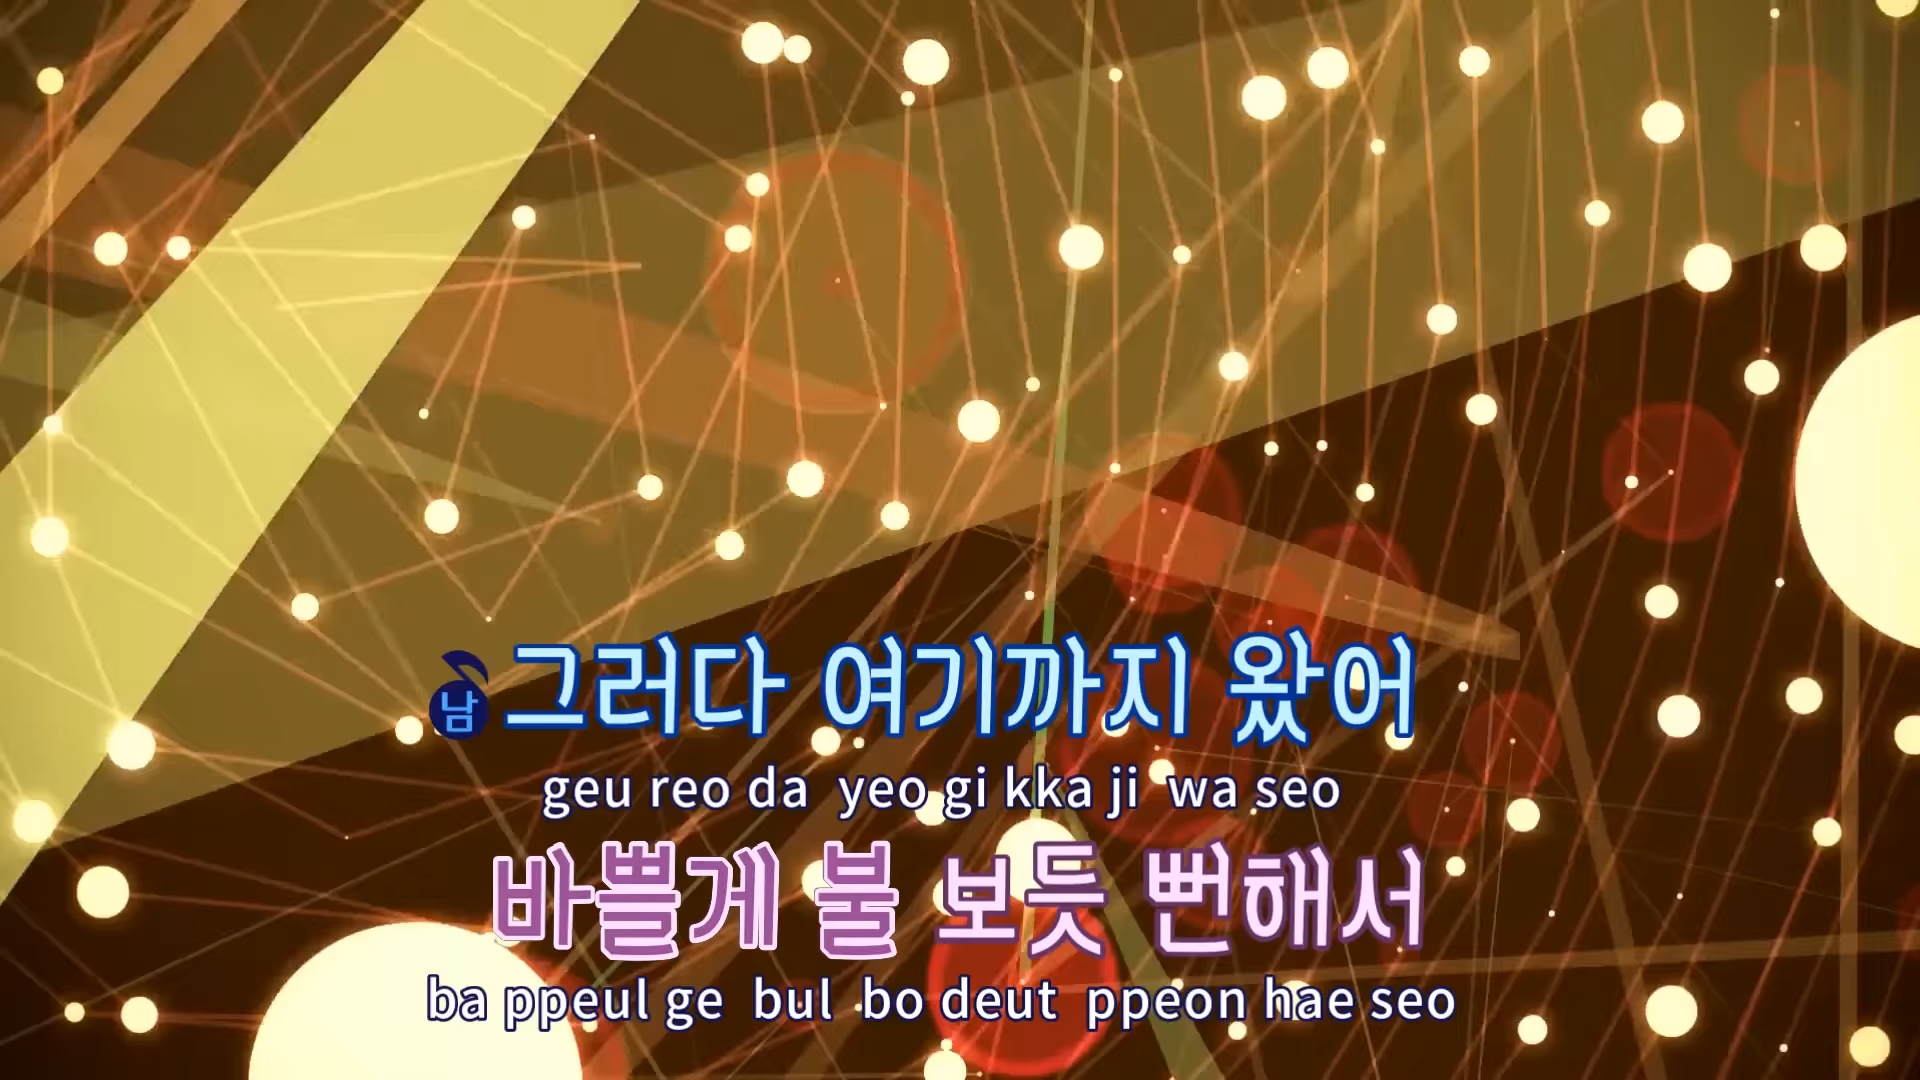 남 그러다 여기까지 왔어
geu reo da yeo gi kka ji wa seo
바쁠게 불 보듯 뻔해서
ba ppeul ge bul bo deut ppeon hae seo